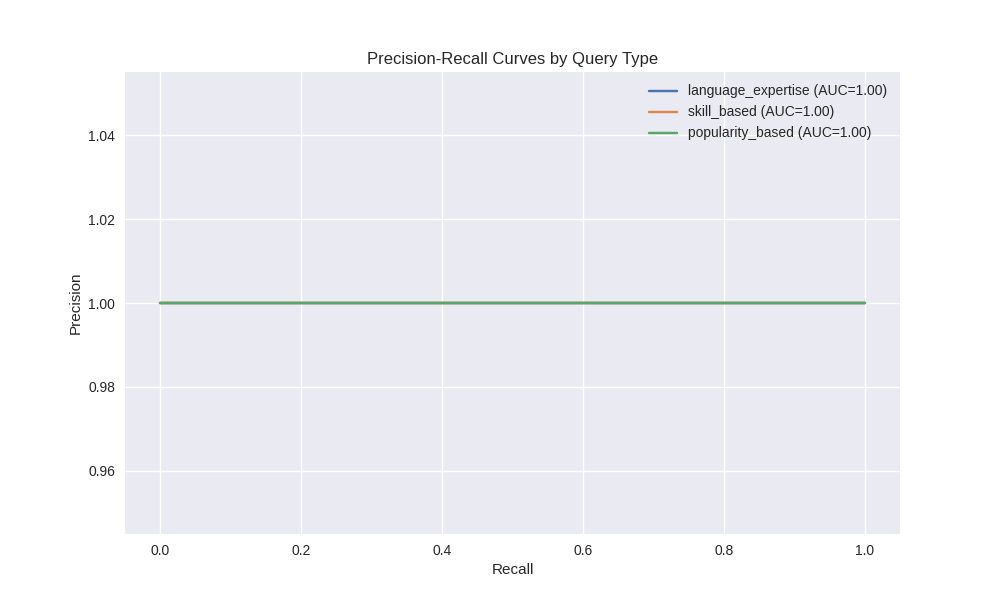 Precision-Recall Curves by Query Type
language_expertise (AUC=1.00)
skill_based (AUC=1.00)
popularity_based (AUC=1.00)
1.04
1.02
1.00
0.98
0.96
Precision
0.0 0.2 0.4 0.6 0.8 1.0
Recall